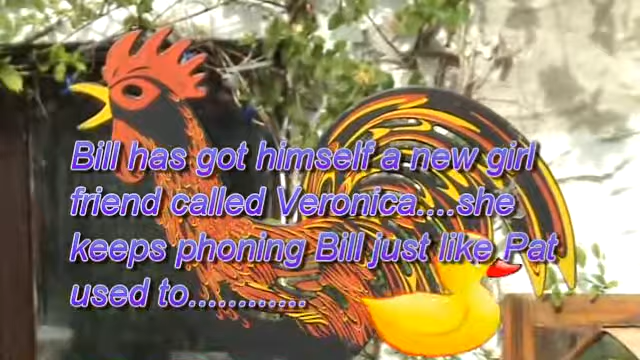 Bill has got himself a new girl
friend called Veronica....she
keeps phoning Bill just like Pat
used to............